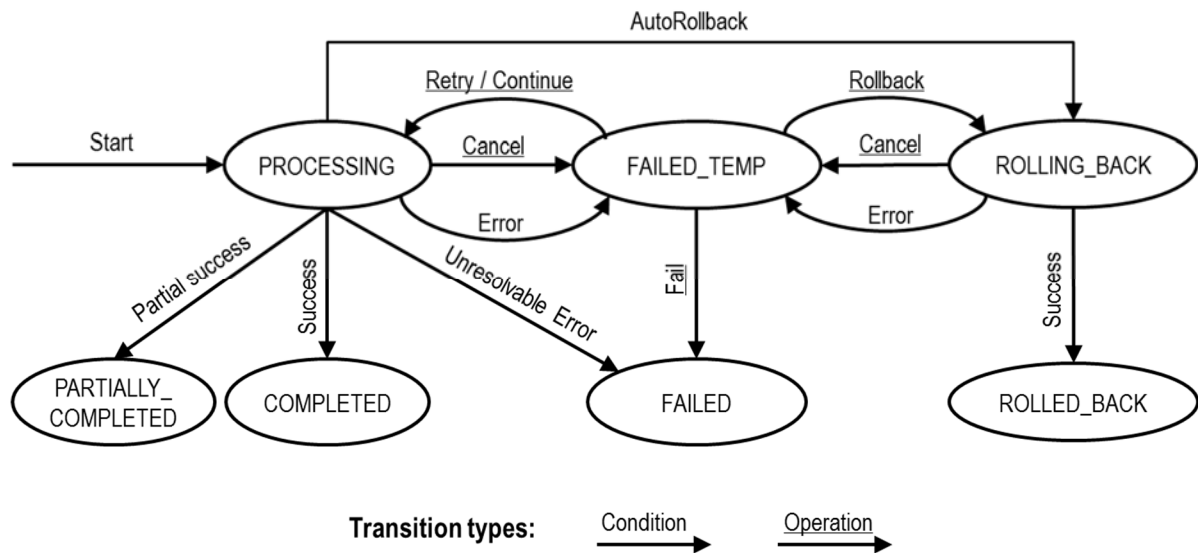 AutoRollback
Retry / Continue
Rollback
Start
PROCESSING
Cancel
FAILED_TEMP
Cancel
ROLLING_BACK
Error
Error
Partial success
Success
Unresolvable Error
Fail
Success
PARTIALLY_
COMPLETED
COMPLETED
FAILED
ROLLED_BACK
Transition types:
Condition
Operation